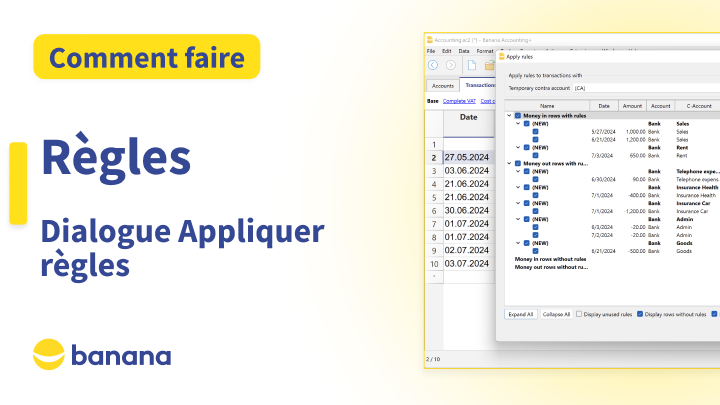 Comment faire
Règles
Dialogue Appliquer
règles
banana
Accounting.ac2 [*] - Banana Accounting+
File Edit Data Format
Accounts Transactions
Base Complete VAT Cost c
Date
1
2 27.05.2024
3 03.06.2024
4 21.06.2024
5 21.06.2024
6 30.06.2024
7 01.07.2024
8 01.07.2024
9 02.07.2024
10 03.07.2024
*
2 / 10
Apply rules
Apply rules to transactions with
Temporary contra account [CA]
Name Date Amount Account C-Account
Money in rows with rules
(NEW) Bank Sales
5/27/2024 1,000.00 Bank Sales
6/21/2024 1,200.00 Bank Sales
(NEW) Bank Rent
7/3/2024 650.00 Bank Rent
Money out rows with ru...
(NEW) Bank Telephone expe...
6/30/2024 90.00 Bank Telephone expens
(NEW) Bank Insurance Health
7/1/2024 -400.00 Bank Insurance Health
(NEW) Bank Insurance Car
7/1/2024 -1,200.00 Bank Insurance Car
(NEW) Bank Admin
6/3/2024 -20.00 Bank Admin
7/2/2024 -20.00 Bank Admin
(NEW) Bank Goods
6/21/2024 -500.00 Bank Goods
Money in rows without rules
Money out rows without ru...
Expand All Collapse All Display unused rules Display rows without rules